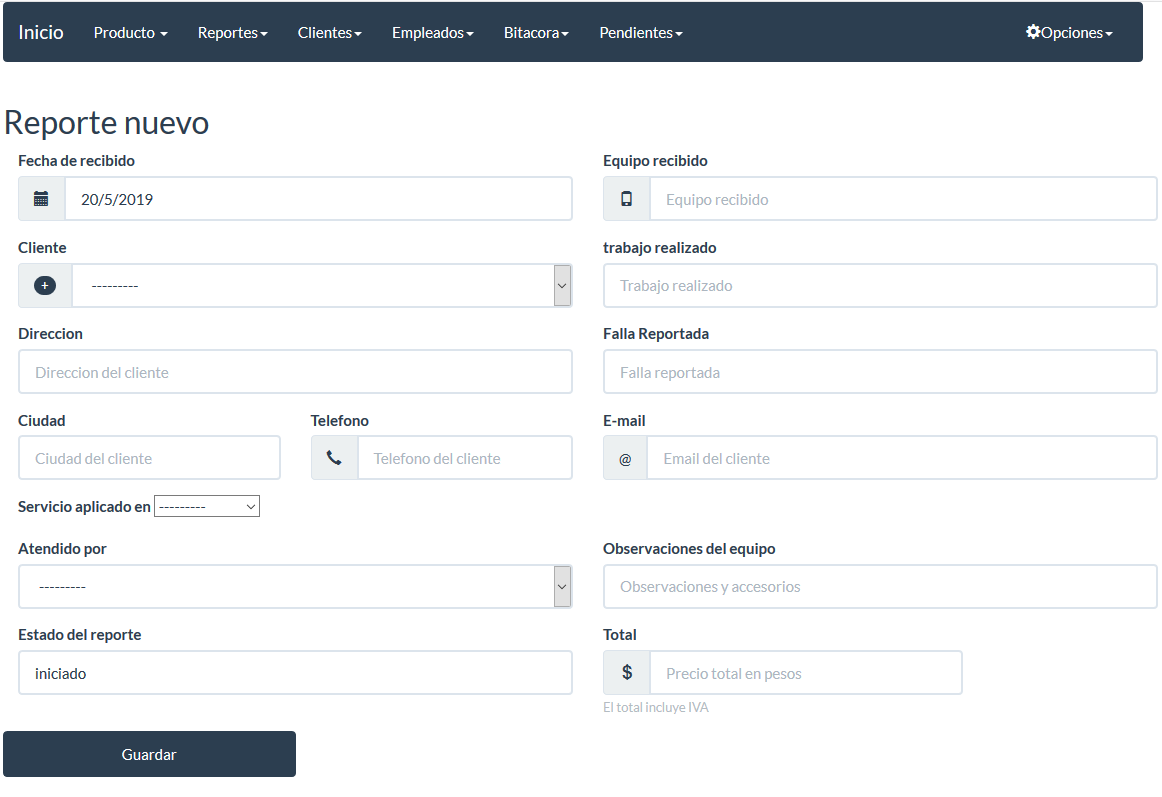 Inicio Producto Reportes Clientes Empleados Bitacora Pendientes Opciones
Reporte nuevo
Fecha de recibido Equipo recibido
20/5/2019 Equipo recibido
Cliente trabajo realizado
+ --------- Trabajo realizado
Direccion Falla Reportada
Direccion del cliente Falla reportada
Ciudad Telefono E-mail
Ciudad del cliente Telefono del cliente @ Email del cliente
Servicio aplicado en ---------
Atendido por Observaciones del equipo
--------- Observaciones y accesorios
Estado del reporte Total
iniciado $ Precio total en pesos
El total incluye IVA
Guardar